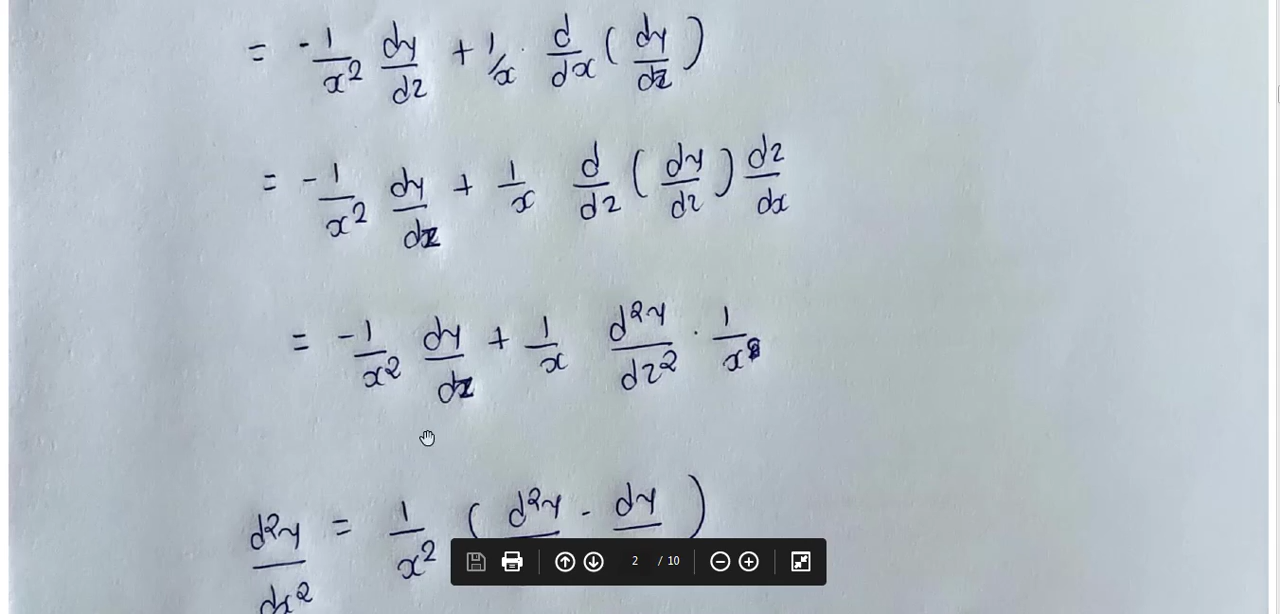 = -1/x² dy/dz + 1/x · d/dx (dy/dz)
= -1/x² dy/dz + 1/x d/dz (dy/dz) dz/dx
= -1/x² dy/dz + 1/x d²y/dz² · 1/x
d²y/dx² = 1/x² (d²y - dy)
2 / 10